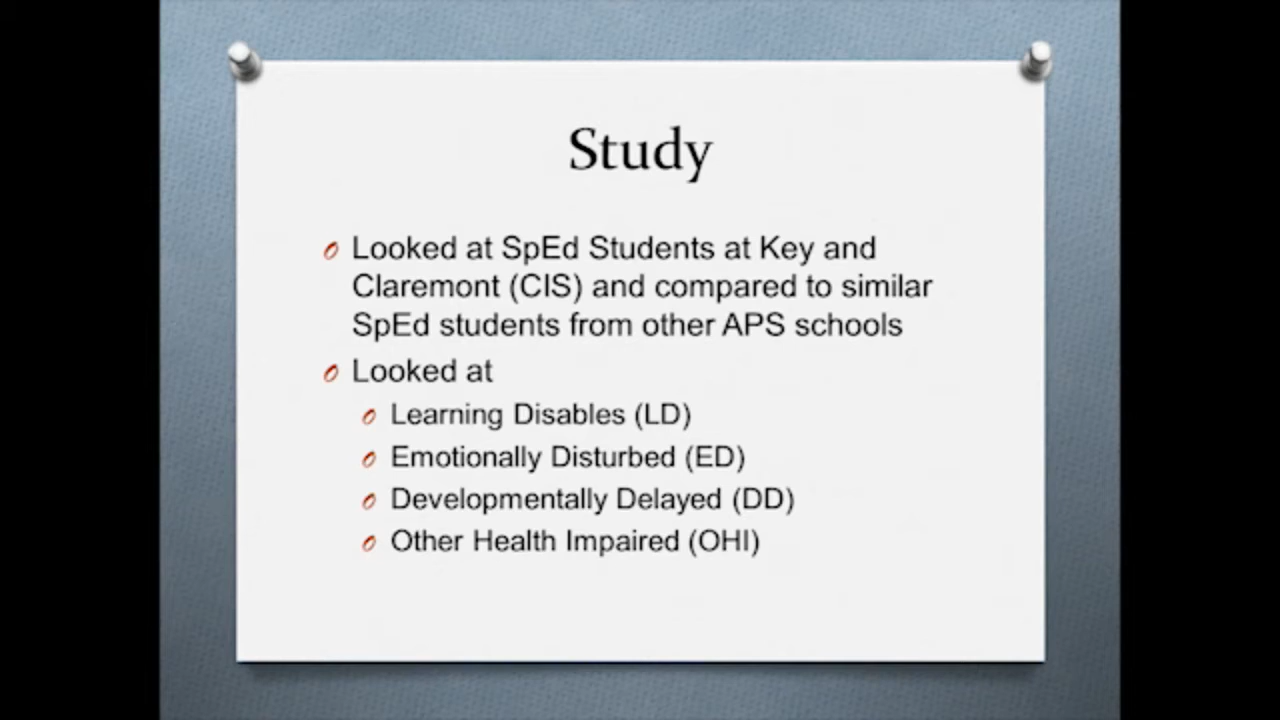 Study
Looked at SpEd Students at Key and
Claremont (CIS) and compared to similar
SpEd students from other APS schools
Looked at
Learning Disables (LD)
Emotionally Disturbed (ED)
Developmentally Delayed (DD)
Other Health Impaired (OHI)